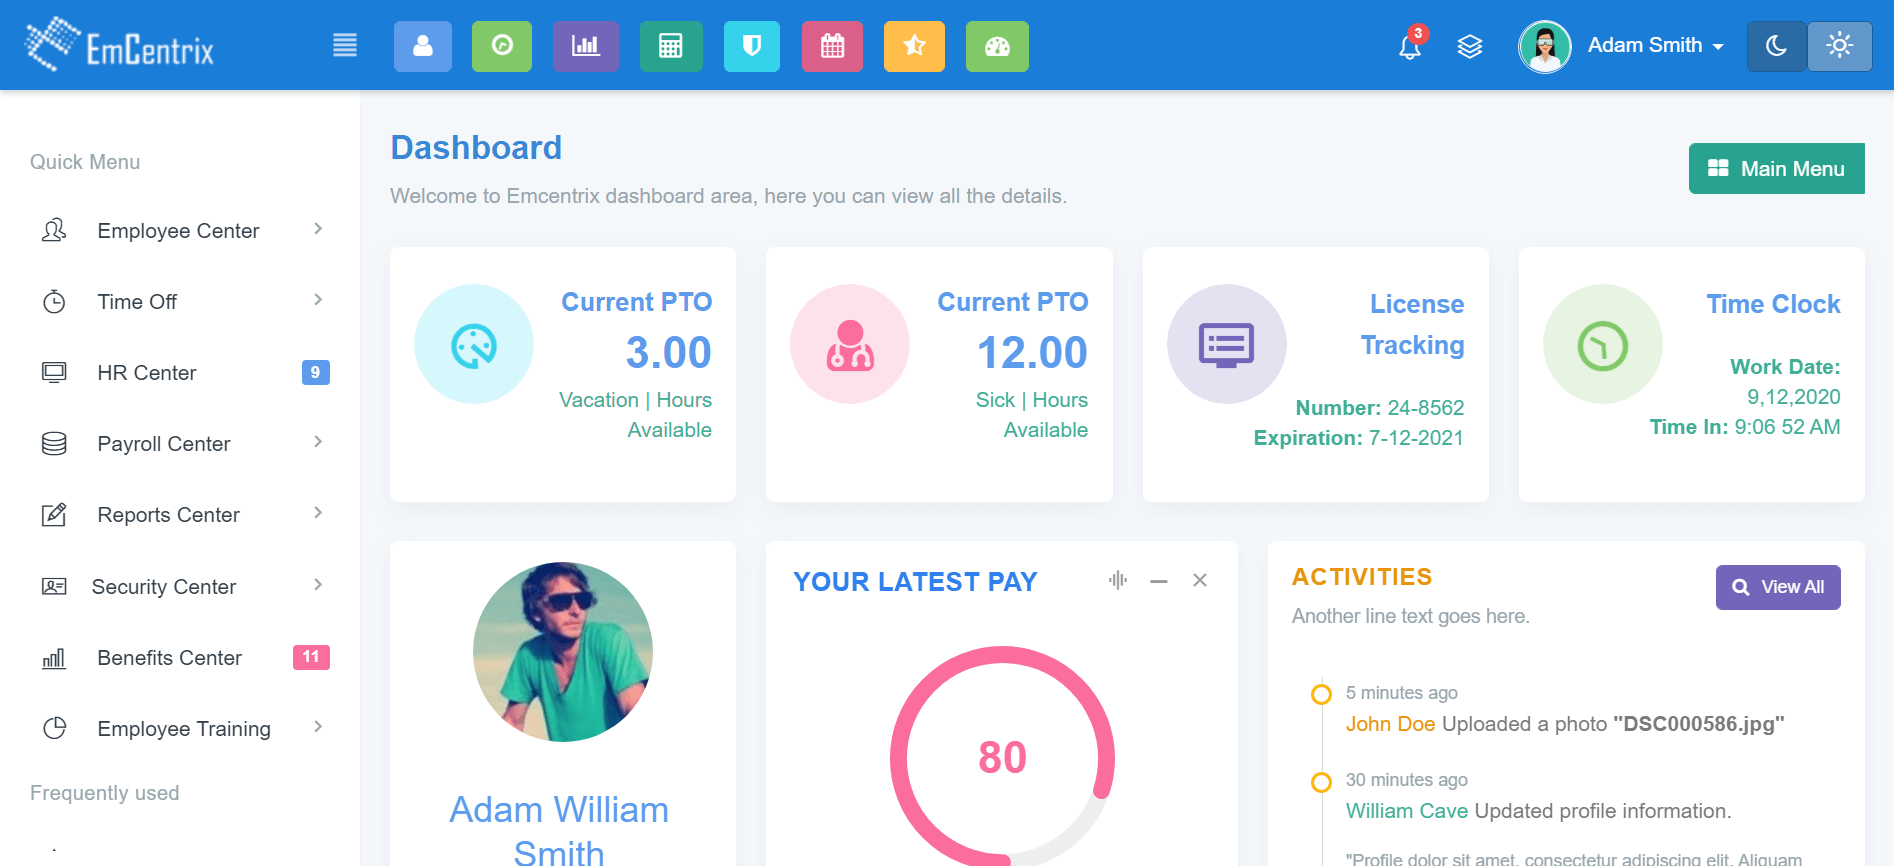 EmCentrix
3
Adam Smith
Quick Menu
Employee Center
Time Off
HR Center
9
Payroll Center
Reports Center
Security Center
Benefits Center
11
Employee Training
Frequently used
Dashboard
Welcome to Emcentrix dashboard area, here you can view all the details.
Main Menu
Current PTO
3.00
Vacation | Hours
Available
Current PTO
12.00
Sick | Hours
Available
License
Tracking
Number: 24-8562
Expiration: 7-12-2021
Time Clock
Work Date:
9,12,2020
Time In: 9:06 52 AM
Adam William
Smith
YOUR LATEST PAY
80
ACTIVITIES
Another line text goes here.
View All
5 minutes ago
John Doe Uploaded a photo "DSC000586.jpg"
30 minutes ago
William Cave Updated profile information.
"Profile dolor sit amet, consectetur adipiscing elit. Aliquam